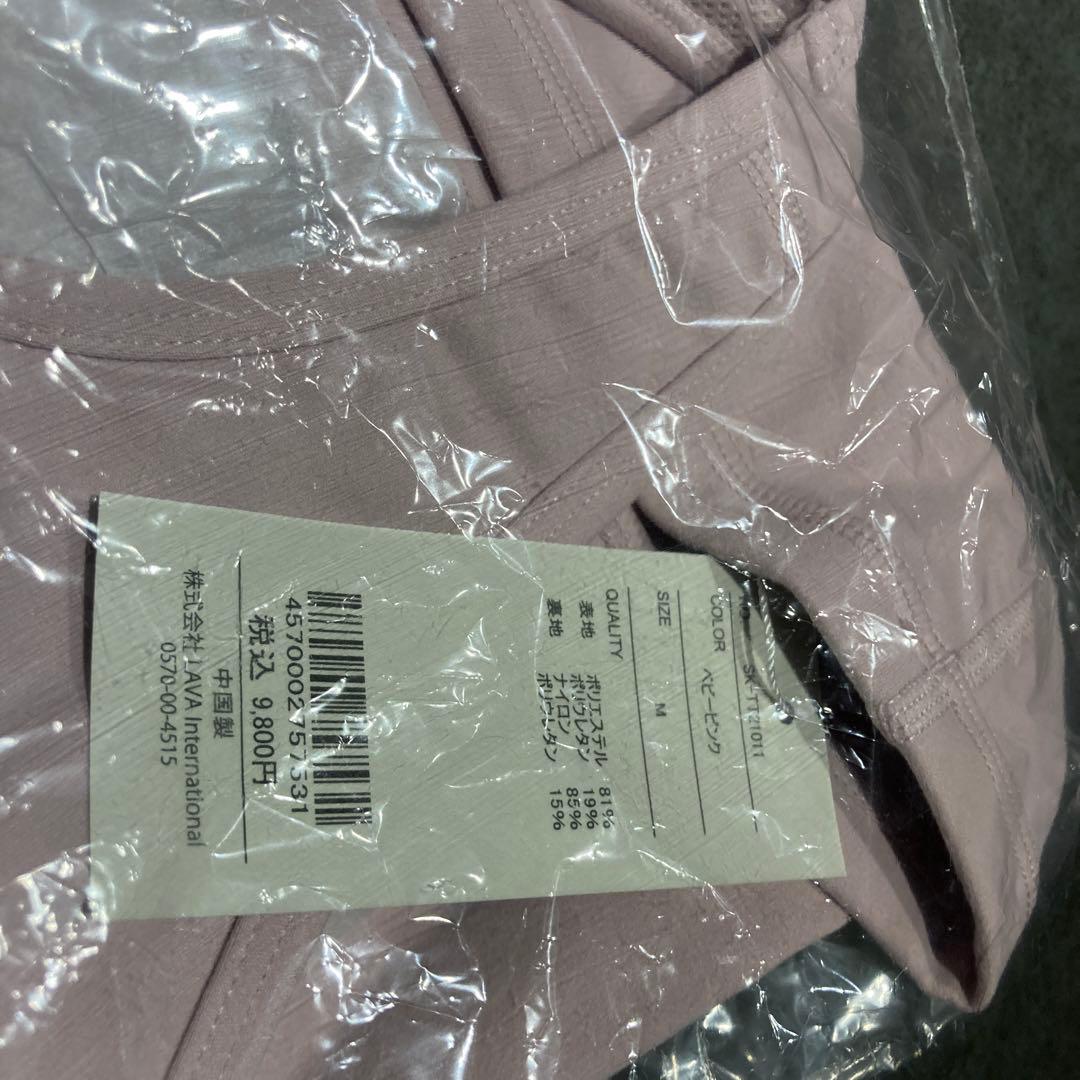 SK-TT21011
COLOR ベビーピンク
SIZE M
QUALITY
表地 ポリエステル 81%
ポリウレタン 19%
裏地 ナイロン 85%
ポリウレタン 15%
4570002757531
税込 9,800円
中国製
株式会社 JAVA International
0570-00-4515